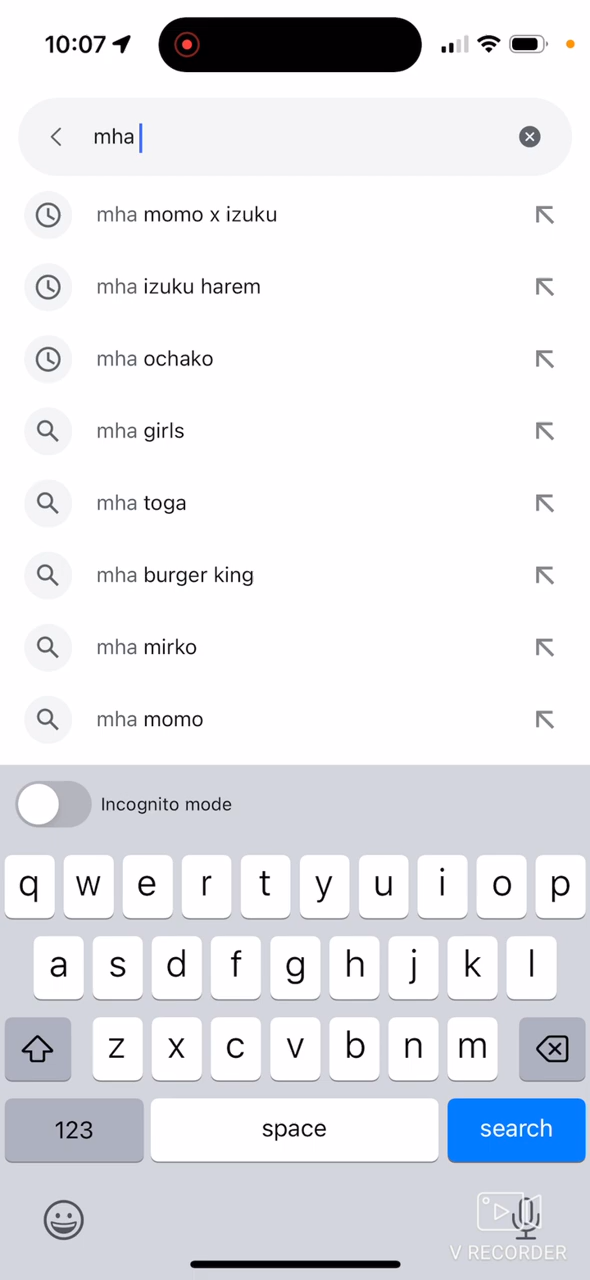 10:07
mha
mha momo x izuku
mha izuku harem
mha ochako
mha girls
mha toga
mha burger king
mha mirko
mha momo
Incognito mode
q w e r t y u i o p
a s d f g h j k l
z x c v b n m
123 space search
V RECORDER